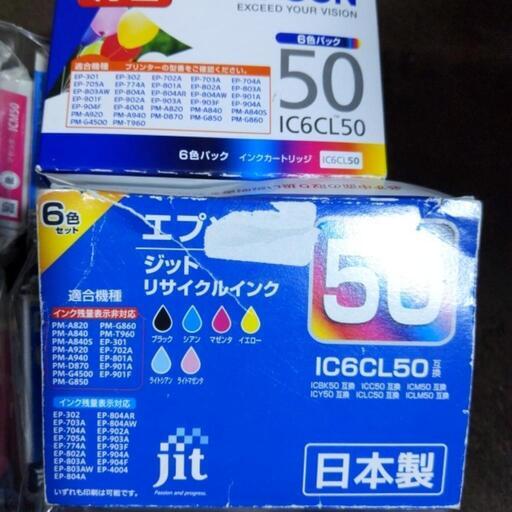 EXCEED YOUR VISION
6色パック
50
IC6CL50
適合機種
プリンターの型番をご確認ください。
EP-301 EP-302 EP-702A EP-703A EP-704A
EP-705A EP-774A EP-801A EP-802A EP-803A
EP-803AW EP-804A EP-804AR EP-804AW EP-901A
EP-901F EP-902A EP-903A EP-903F EP-904A
EP-904F EP-4004 PM-A820 PM-A840 PM-A840S
PM-A920 PM-A940 PM-D870 PM-G850 PM-G860
PM-G4500 PM-T960
6色パック インクカートリッジ IC6CL50
ICM50
マゼンタ
6色
セット
エプ
ジット
リサイクルインク
50
適合機種
インク残量表示非対応
PM-A820 PM-G860
PM-A840 PM-T960
PM-A840S EP-301
PM-A920 EP-702A
PM-A940 EP-801A
PM-D870 EP-901A
PM-G4500 EP-901F
PM-G850
ブラック シアン マゼンタ イエロー
ライトシアン ライトマゼンタ
IC6CL50互換
ICBK50互換 ICC50互換 ICM50互換
ICY50互換 ICLC50互換 ICLM50互換
インク残量表示対応
EP-302 EP-804AR
EP-703A EP-804AW
EP-704A EP-902A
EP-705A EP-903A
EP-774A EP-903F
EP-802A EP-904A
EP-803A EP-904F
EP-803AW EP-4004
EP-804A
いずれも印刷は可能です。
jit
Passion and progress.
日本製